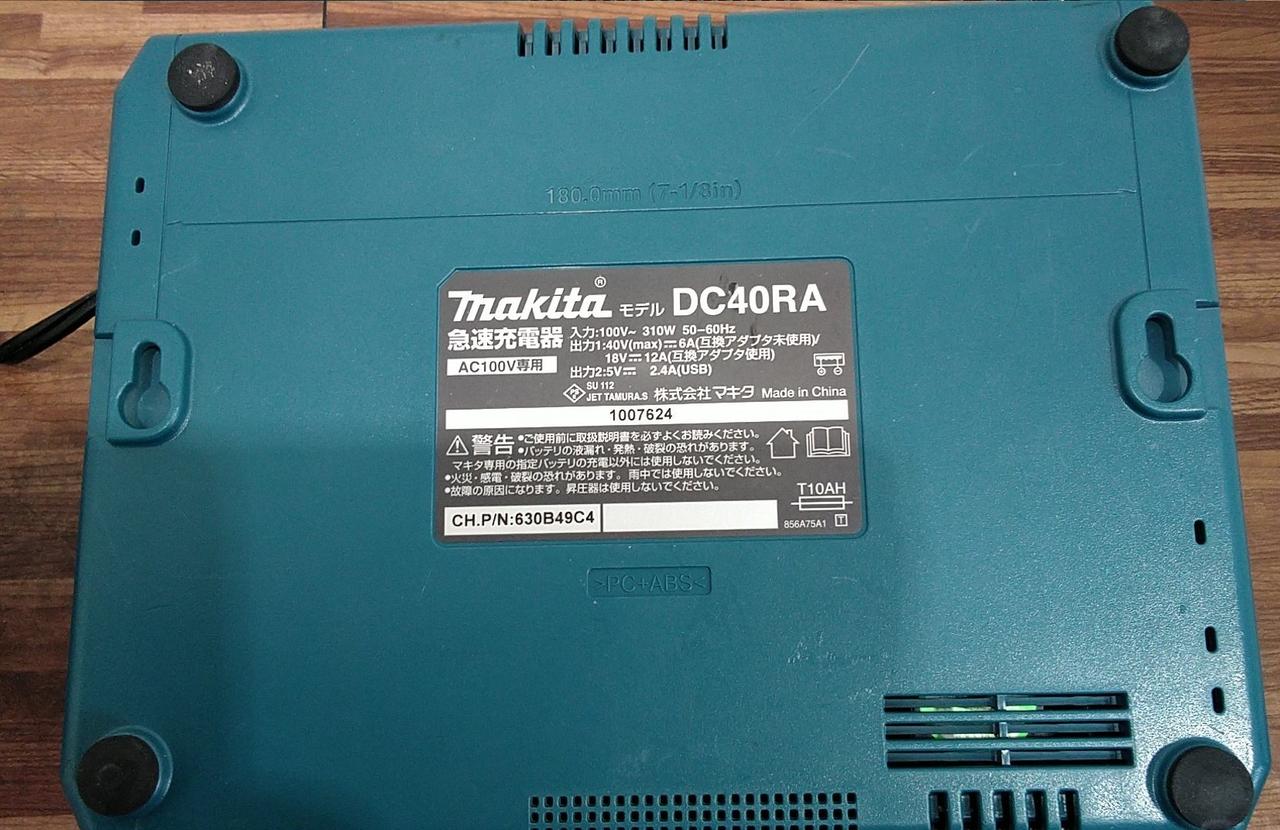 180.0mm (7-1/8in)
makita® モデル DC40RA
急速充電器 入力:100V~ 310W 50-60Hz
出力1:40V(max)⎓6A(互換アダプタ未使用)/
AC100V専用 18V⎓12A(互換アダプタ使用)
出力2:5V⎓ 2.4A(USB)
PS SU 112
JET TAMURA.S 株式会社マキタ Made in China
1007624
⚠警告 •ご使用前に取扱説明書を必ずよくお読みください。
•バッテリの液漏れ・発熱・破裂の恐れがあります。
マキタ専用の指定バッテリの充電以外には使用しないでください。
•火災・感電・破裂の恐れがあります。雨中では使用しないでください。
•故障の原因になります。昇圧器は使用しないでください。
T10AH
CH.P/N:630B49C4
856A75A1 T
>PC+ABS<